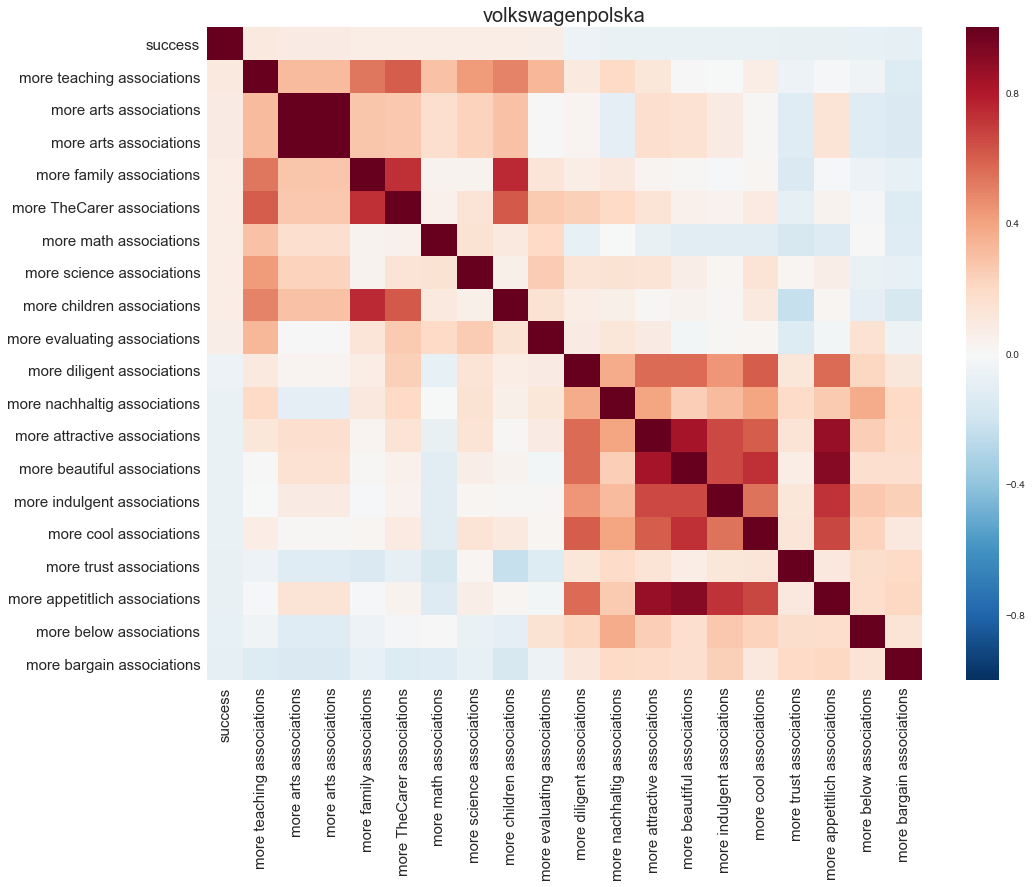 volkswagenpolska
success
more teaching associations
more arts associations
more arts associations
more family associations
more TheCarer associations
more math associations
more science associations
more children associations
more evaluating associations
more diligent associations
more nachhaltig associations
more attractive associations
more beautiful associations
more indulgent associations
more cool associations
more trust associations
more appetitlich associations
more below associations
more bargain associations
0.8
0.4
0.0
−0.4
−0.8
success
more teaching associations
more arts associations
more arts associations
more family associations
more TheCarer associations
more math associations
more science associations
more children associations
more evaluating associations
more diligent associations
more nachhaltig associations
more attractive associations
more beautiful associations
more indulgent associations
more cool associations
more trust associations
more appetitlich associations
more below associations
more bargain associations